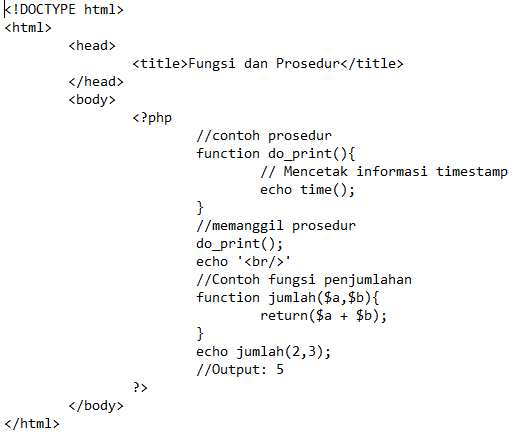 <!DOCTYPE html>
<html>
	<head>
		<title>Fungsi dan Prosedur</title>
	</head>
	<body>
		<?php
			//contoh prosedur
			function do_print(){
				// Mencetak informasi timestamp
				echo time();
			}
			//memanggil prosedur
			do_print();
			echo '<br/>'
			//Contoh fungsi penjumlahan
			function jumlah($a,$b){
				return($a + $b);
			}
			echo jumlah(2,3);
			//Output: 5
		?>
	</body>
</html>